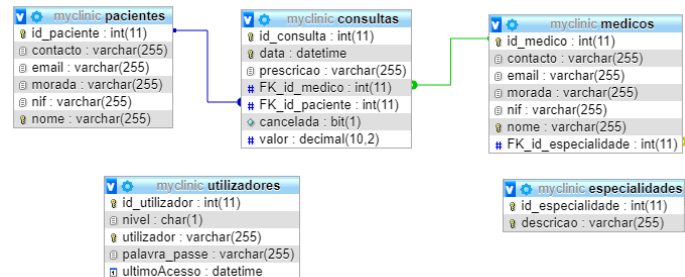 myclinic pacientes
id_paciente : int(11)
contacto : varchar(255)
email : varchar(255)
morada : varchar(255)
nif : varchar(255)
nome : varchar(255)
myclinic consultas
id_consulta : int(11)
data : datetime
prescricao : varchar(255)
# FK_id_medico : int(11)
# FK_id_paciente : int(11)
cancelada : bit(1)
# valor : decimal(10,2)
myclinic medicos
id_medico : int(11)
contacto : varchar(255)
email : varchar(255)
morada : varchar(255)
nif : varchar(255)
nome : varchar(255)
# FK_id_especialidade : int(11)
myclinic utilizadores
id_utilizador : int(11)
nivel : char(1)
utilizador : varchar(255)
palavra_passe : varchar(255)
ultimoAcesso : datetime
myclinic especialidades
id_especialidade : int(11)
descricao : varchar(255)